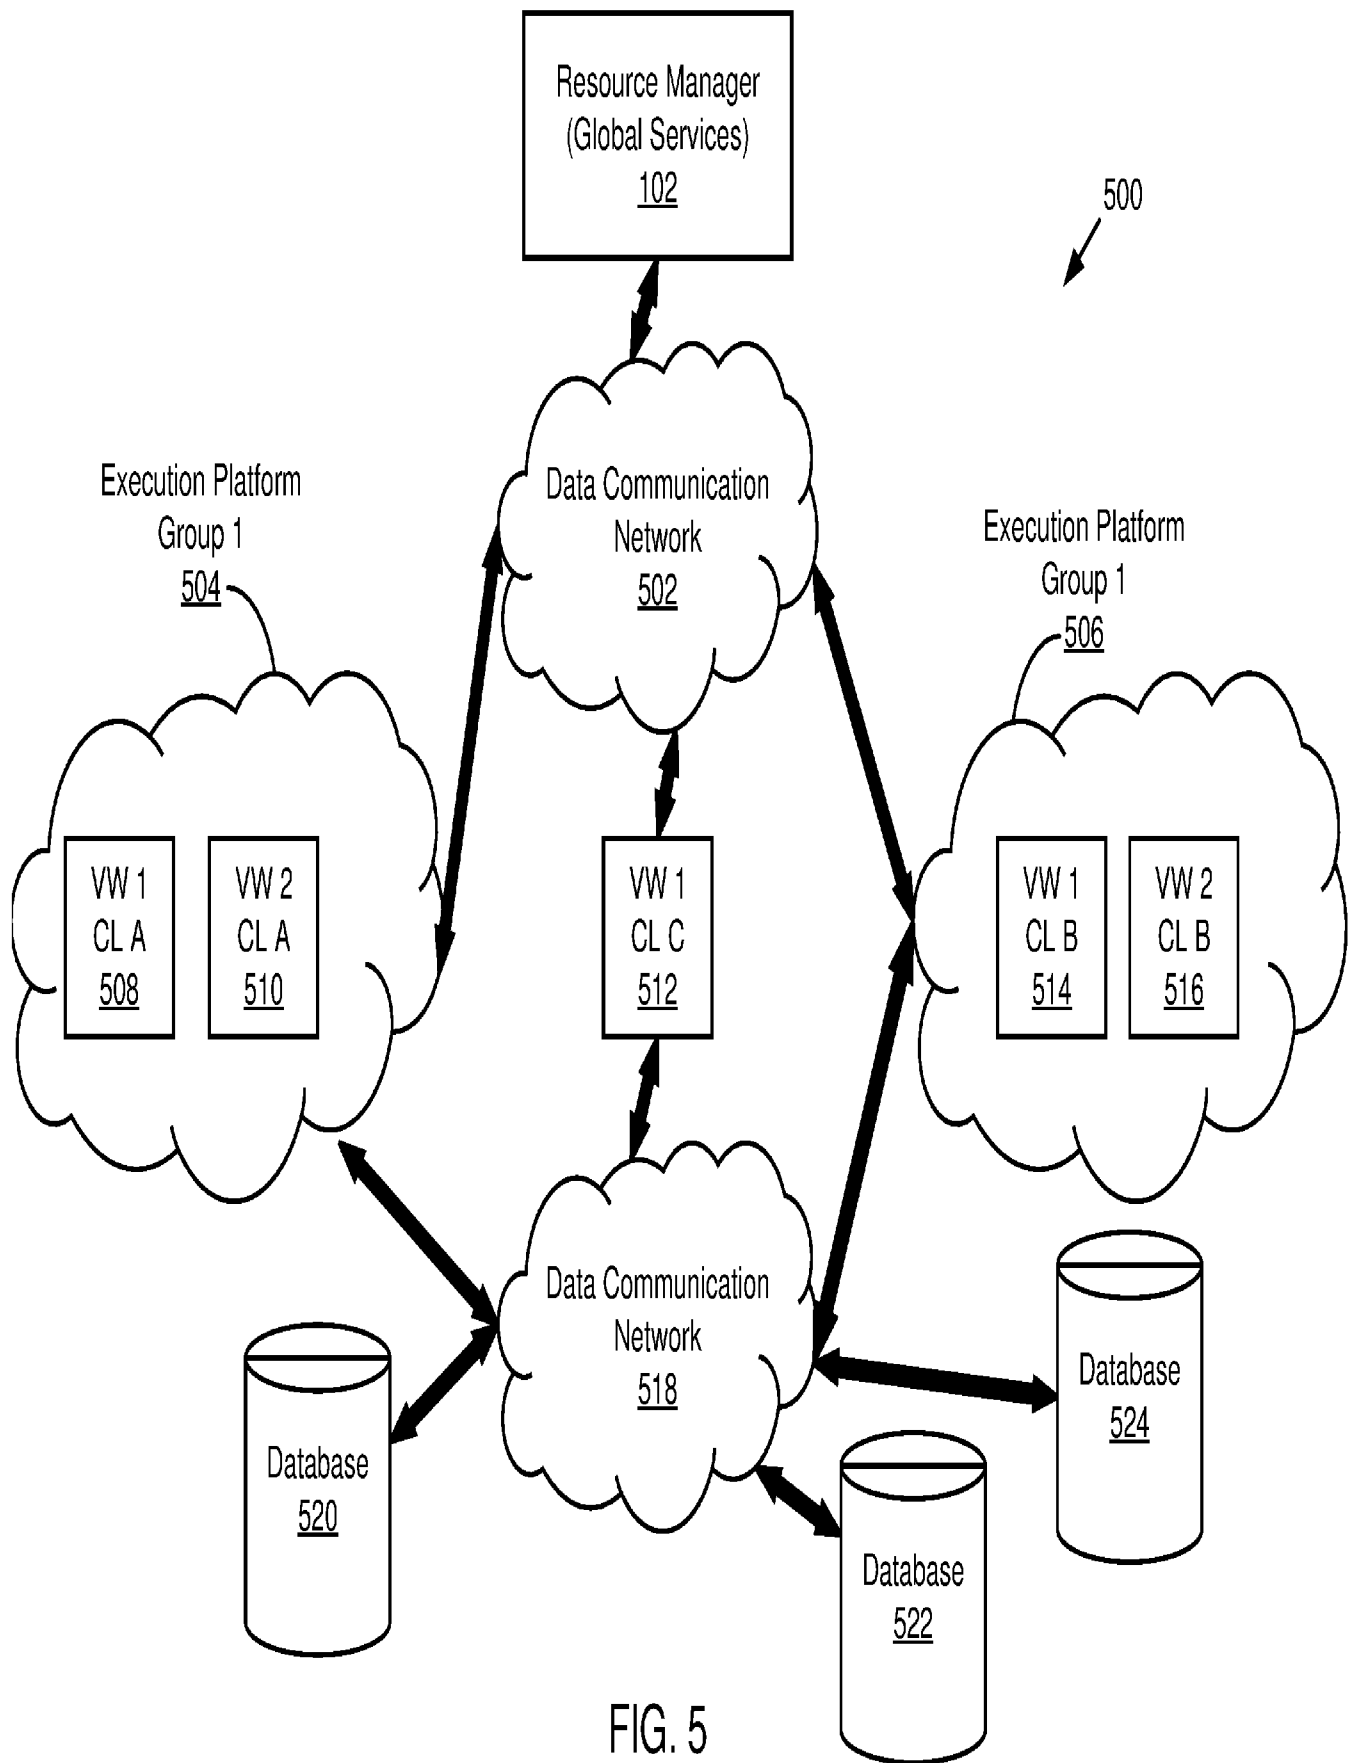 Resource Manager
(Global Services)
102
500
Data Communication
Network
502
Execution Platform
Group 1
504
Execution Platform
Group 1
506
VW 1
CL A
508
VW 2
CL A
510
VW 1
CL C
512
VW 1
CL B
514
VW 2
CL B
516
Data Communication
Network
518
Database
520
Database
522
Database
524
FIG. 5